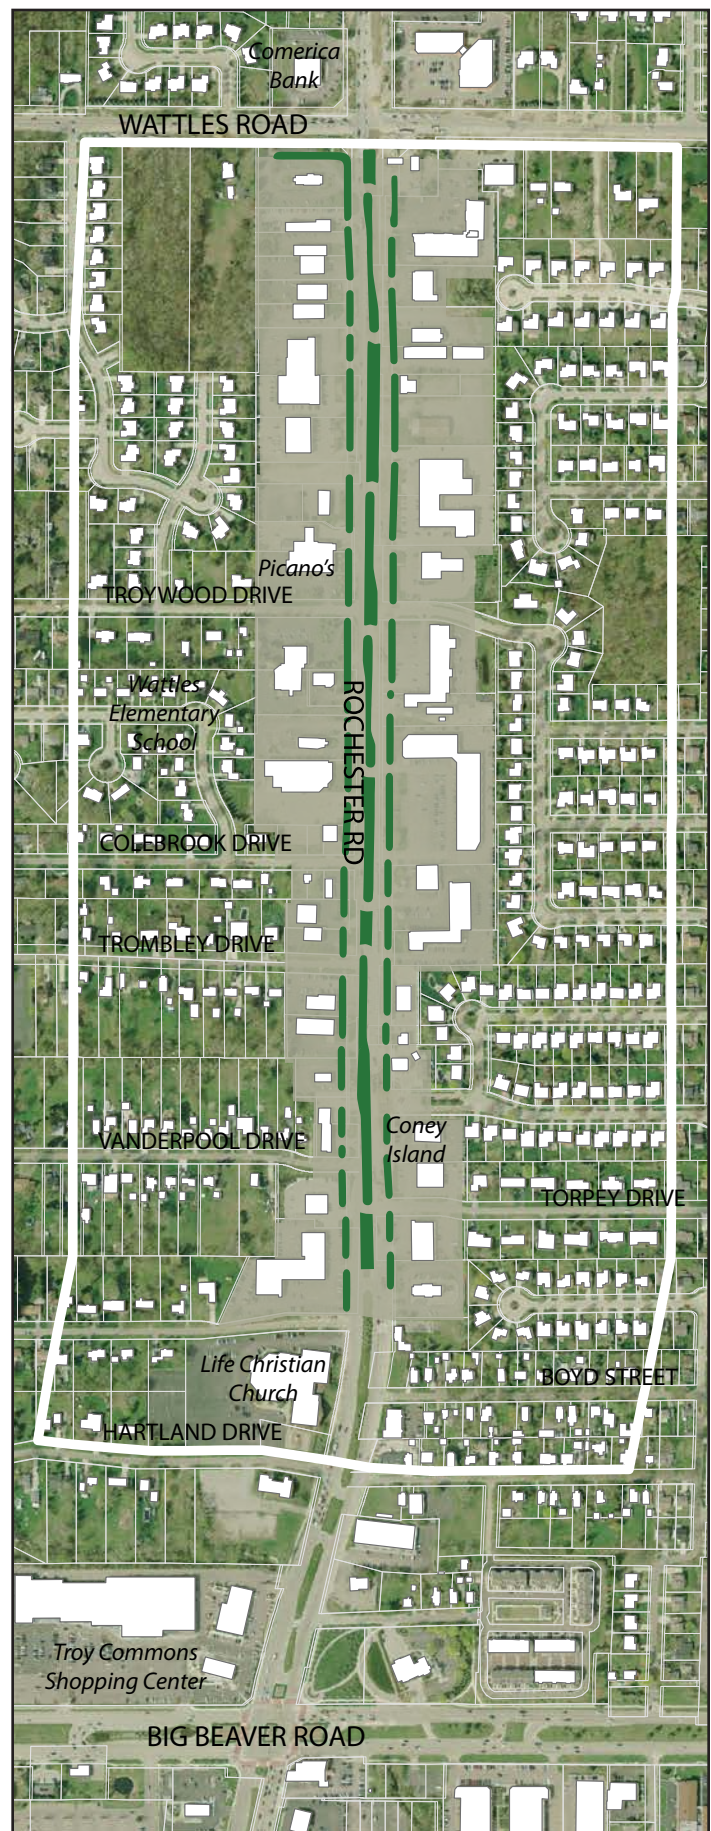 Comerica
Bank
WATTLES ROAD
Picano's
TROYWOOD DRIVE
Wattles
Elementary
School
ROCHESTER RD
COLEBROOK DRIVE
TROMBLEY DRIVE
Coney
Island
VANDERPOOL DRIVE
TORPEY DRIVE
Life Christian
Church
BOYD STREET
HARTLAND DRIVE
Troy Commons
Shopping Center
BIG BEAVER ROAD